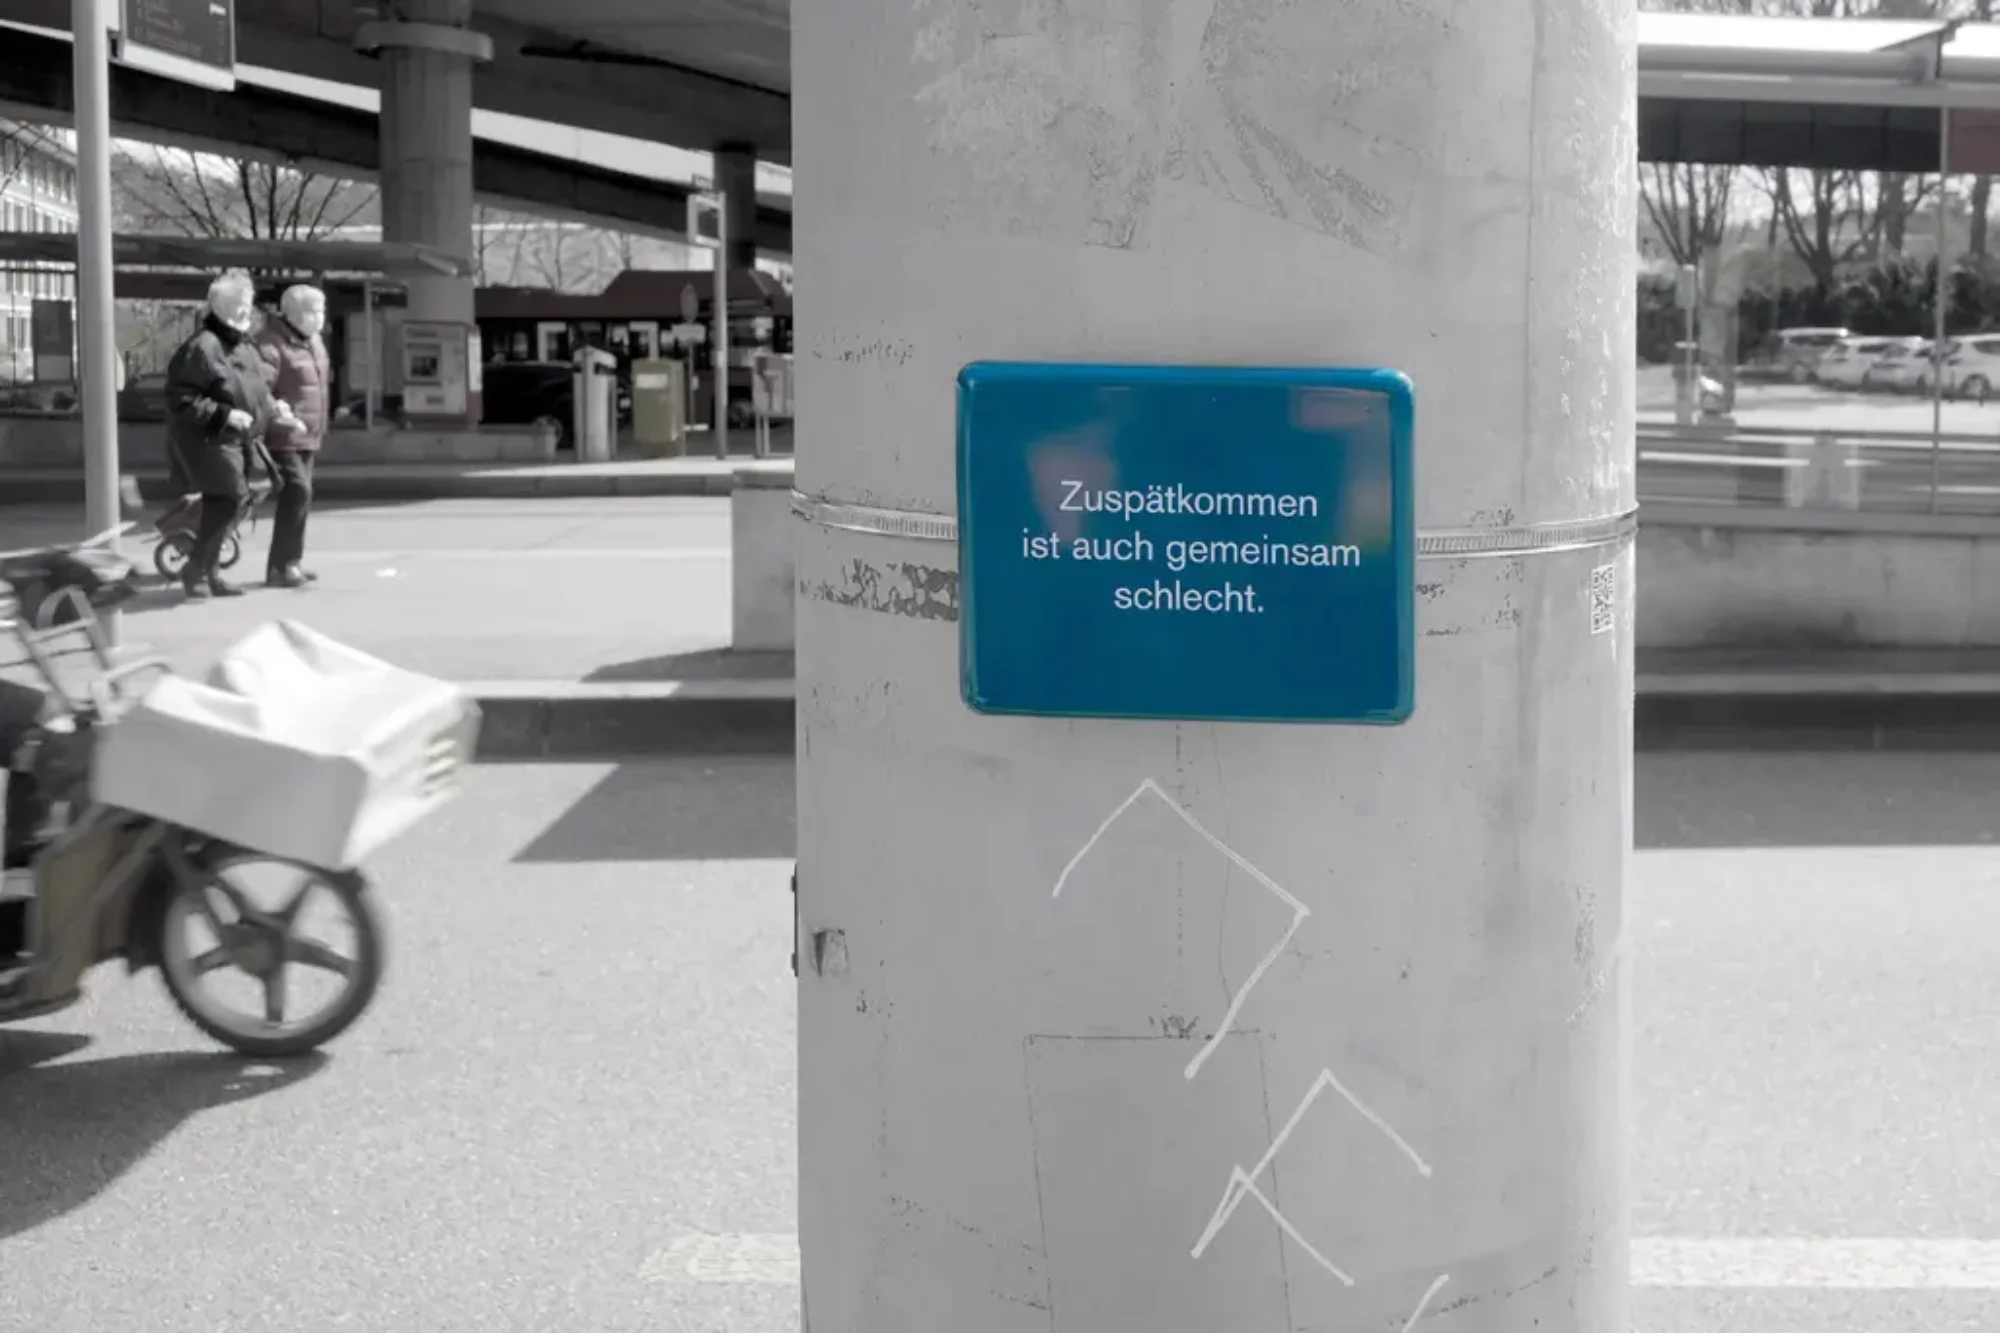 Zuspätkommen
ist auch gemeinsam
schlecht.